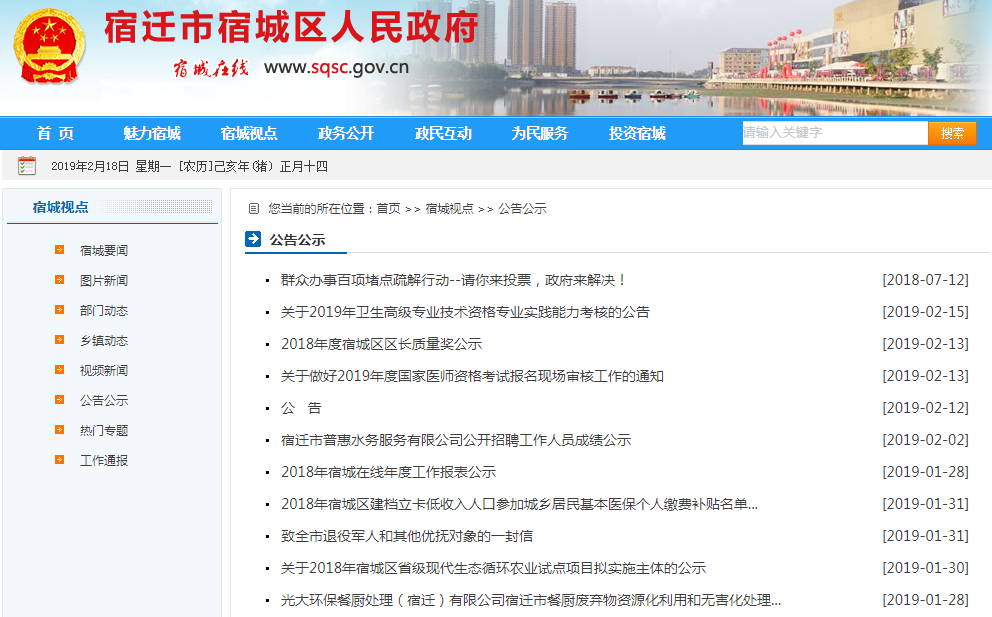 宿迁市宿城区人民政府
宿城在线 www.sqsc.gov.cn
首 页 魅力宿城 宿城视点 政务公开 政民互动 为民服务 投资宿城 请输入关键字 搜索
2019年2月18日 星期一 [农历]己亥年(猪) 正月十四
宿城视点
宿城要闻
图片新闻
部门动态
乡镇动态
视频新闻
公告公示
热门专题
工作通报
您当前的所在位置：首页 >> 宿城视点 >> 公告公示
公告公示
群众办事百项堵点疏解行动--请你来投票，政府来解决！ [2018-07-12]
关于2019年卫生高级专业技术资格专业实践能力考核的公告 [2019-02-15]
2018年度宿城区区长质量奖公示 [2019-02-13]
关于做好2019年度国家医师资格考试报名现场审核工作的通知 [2019-02-13]
公 告 [2019-02-12]
宿迁市普惠水务服务有限公司公开招聘工作人员成绩公示 [2019-02-02]
2018年宿城在线年度工作报表公示 [2019-01-28]
2018年宿城区建档立卡低收入人口参加城乡居民基本医保个人缴费补贴名单... [2019-01-31]
致全市退役军人和其他优抚对象的一封信 [2019-01-31]
关于2018年宿城区省级现代生态循环农业试点项目拟实施主体的公示 [2019-01-30]
光大环保餐厨处理（宿迁）有限公司宿迁市餐厨废弃物资源化利用和无害化处理... [2019-01-28]